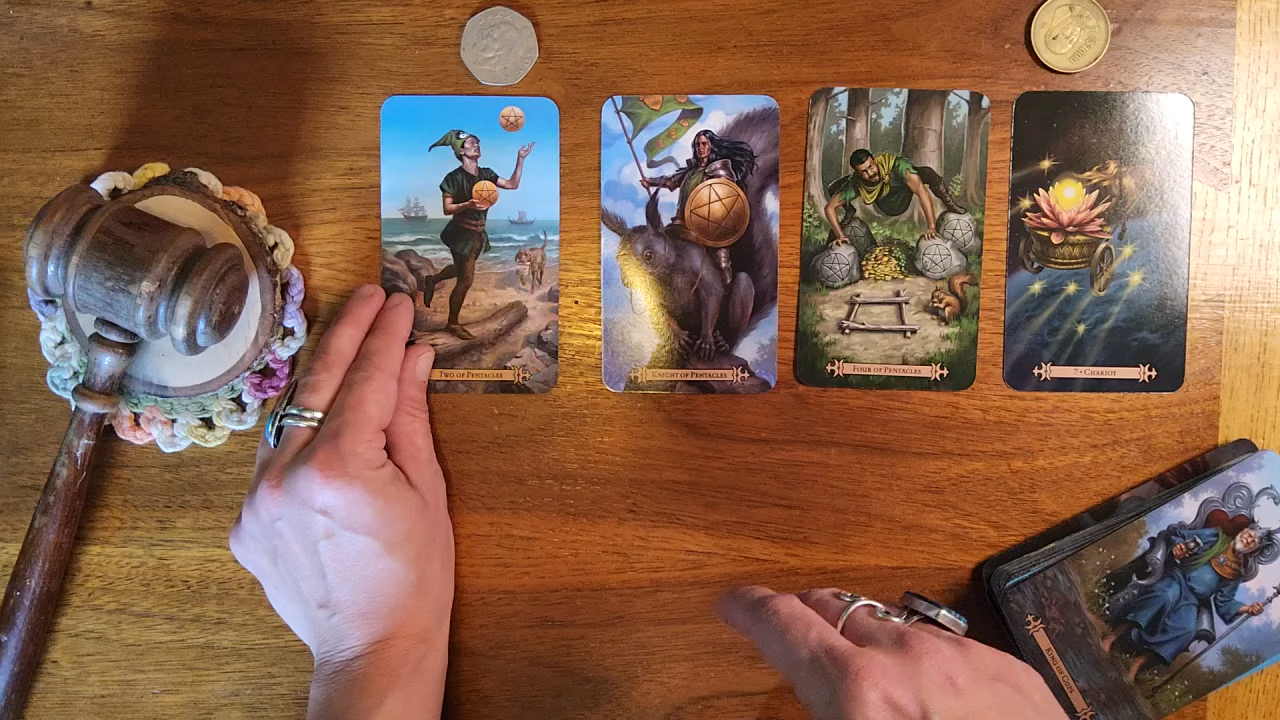 TWO OF PENTACLES
KNIGHT OF PENTACLES
FOUR OF PENTACLES
7 • CHARIOT
KING OF CUPS